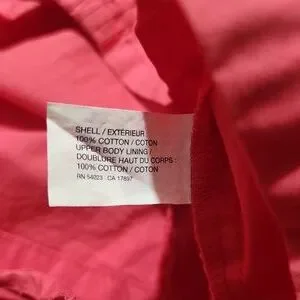 SHELL / EXTÉRIEUR
100% COTTON / COTON
UPPER BODY LINING /
DOUBLURE HAUT DU CORPS :
100% COTTON / COTON
RN 54023 CA 17897